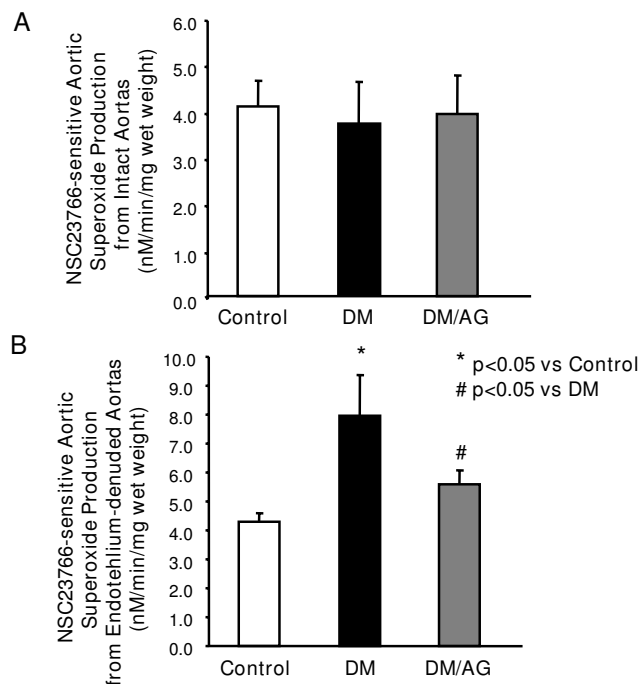 A
NSC23766-sensitive Aortic
Superoxide Production
from Intact Aortas
(nM/min/mg wet weight)
6.0
5.0
4.0
3.0
2.0
1.0
0.0
Control DM DM/AG
B
NSC23766-sensitive Aortic
Superoxide Production
from Endotehlium-denuded Aortas
(nM/min/mg wet weight)
10.0
9.0
8.0
7.0
6.0
5.0
4.0
3.0
2.0
1.0
0.0
*
#
* p<0.05 vs Control
# p<0.05 vs DM
Control DM DM/AG